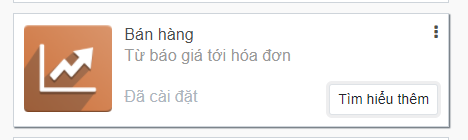 Bán hàng
Từ báo giá tới hóa đơn
Đã cài đặt
Tìm hiểu thêm